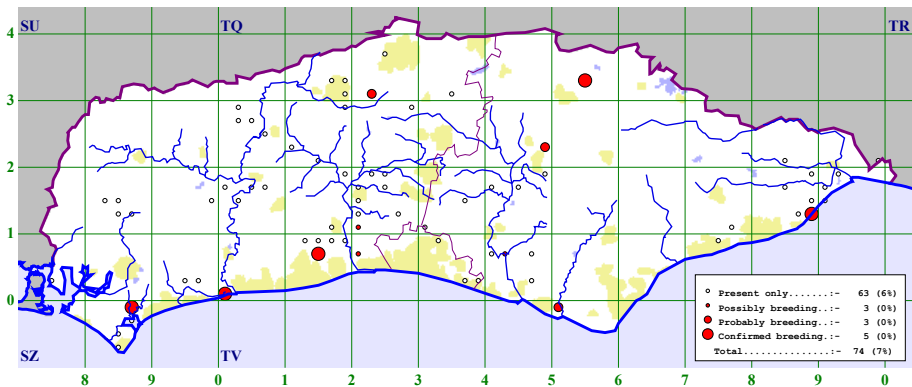 SU TQ TR
4
3
2
1
0
Present only.......:- 63 (6%)
Possibly breeding..:- 3 (0%)
Probably breeding..:- 3 (0%)
Confirmed breeding.:- 5 (0%)
Total..............:- 74 (7%)
SZ TV
8 9 0 1 2 3 4 5 6 7 8 9 0